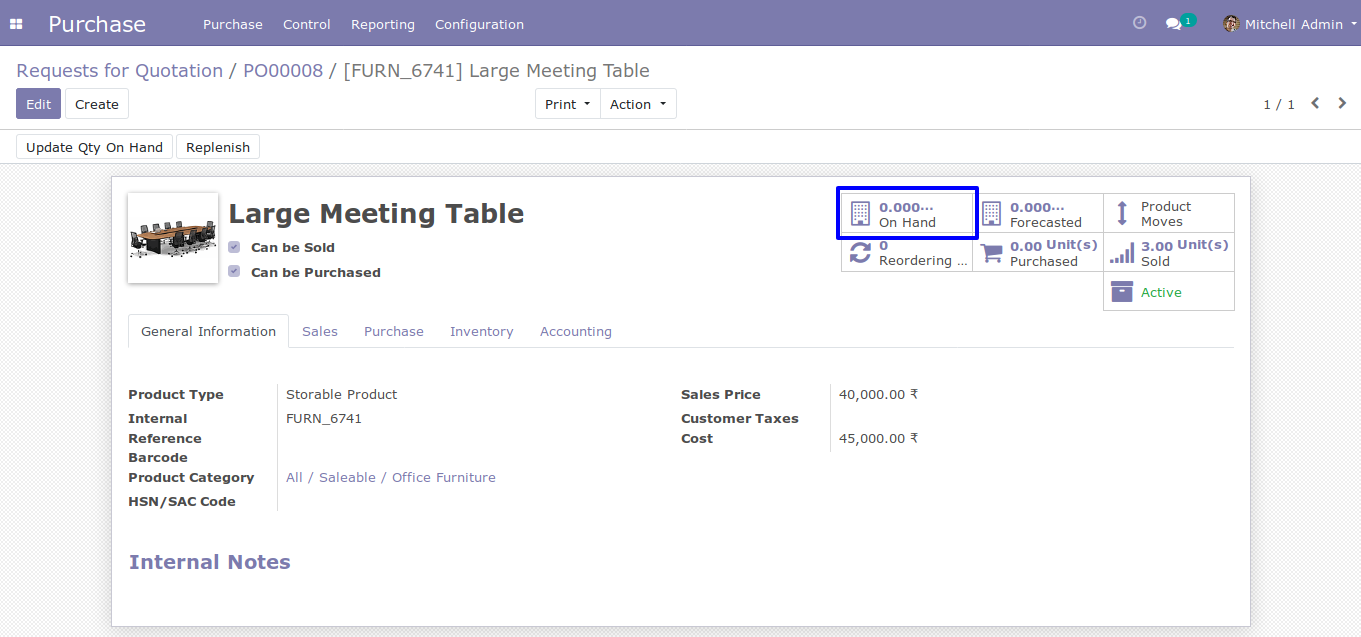 Purchase Purchase Control Reporting Configuration 1 Mitchell Admin
Requests for Quotation / PO00008 / [FURN_6741] Large Meeting Table
Edit Create Print Action 1 / 1
Update Qty On Hand Replenish
Large Meeting Table
Can be Sold
Can be Purchased
0.000···
On Hand
0.000···
Forecasted
Product
Moves
0
Reordering ...
0.00 Unit(s)
Purchased
3.00 Unit(s)
Sold
Active
General Information Sales Purchase Inventory Accounting
Product Type Storable Product
Internal Reference FURN_6741
Barcode
Product Category All / Saleable / Office Furniture
HSN/SAC Code
Sales Price 40,000.00 ₹
Customer Taxes
Cost 45,000.00 ₹
Internal Notes